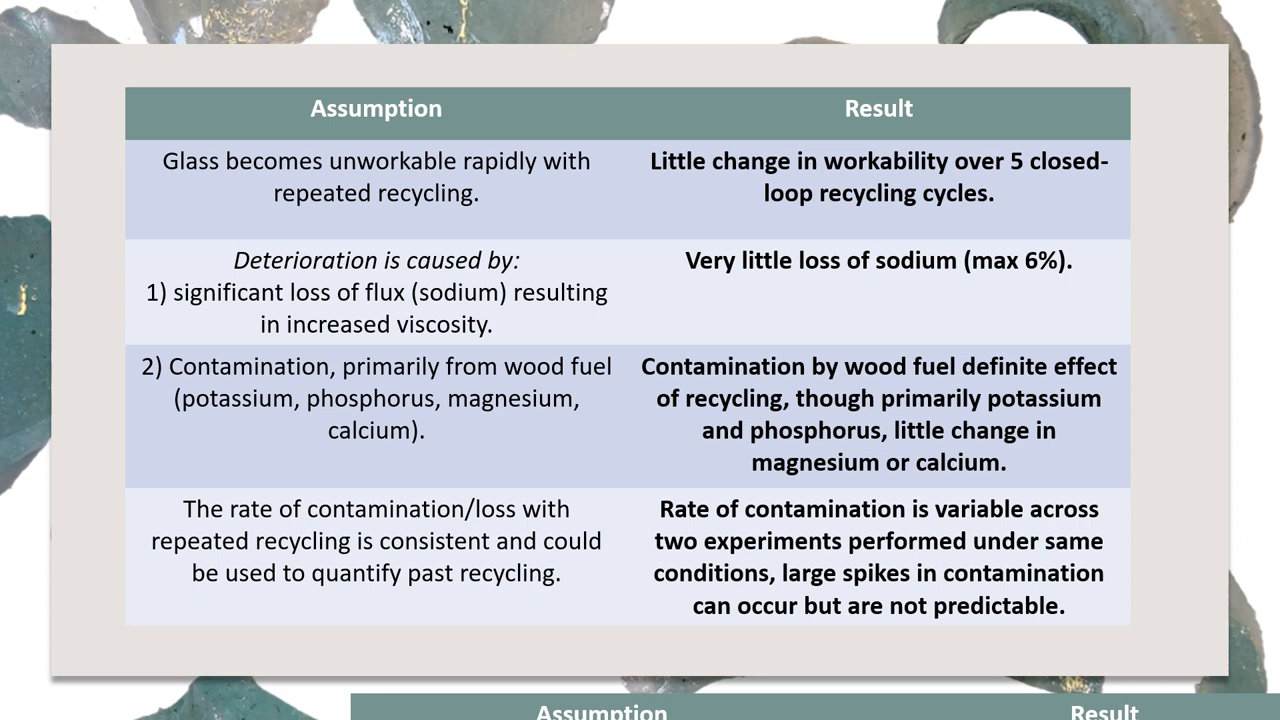 Assumption
Result
Glass becomes unworkable rapidly with
repeated recycling.
Little change in workability over 5 closed-
loop recycling cycles.
Deterioration is caused by:
1) significant loss of flux (sodium) resulting
in increased viscosity.
Very little loss of sodium (max 6%).
2) Contamination, primarily from wood fuel
(potassium, phosphorus, magnesium,
calcium).
Contamination by wood fuel definite effect
of recycling, though primarily potassium
and phosphorus, little change in
magnesium or calcium.
The rate of contamination/loss with
repeated recycling is consistent and could
be used to quantify past recycling.
Rate of contamination is variable across
two experiments performed under same
conditions, large spikes in contamination
can occur but are not predictable.
Assumption
Result